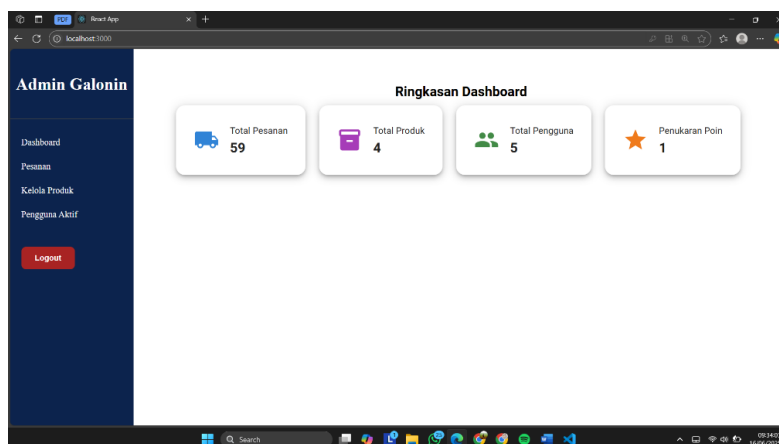 PDF
React App
localhost:3000
Admin Galonin
Dashboard
Pesanan
Kelola Produk
Pengguna Aktif
Logout
Ringkasan Dashboard
Total Pesanan
59
Total Produk
4
Total Pengguna
5
Penukaran Poin
1
Search